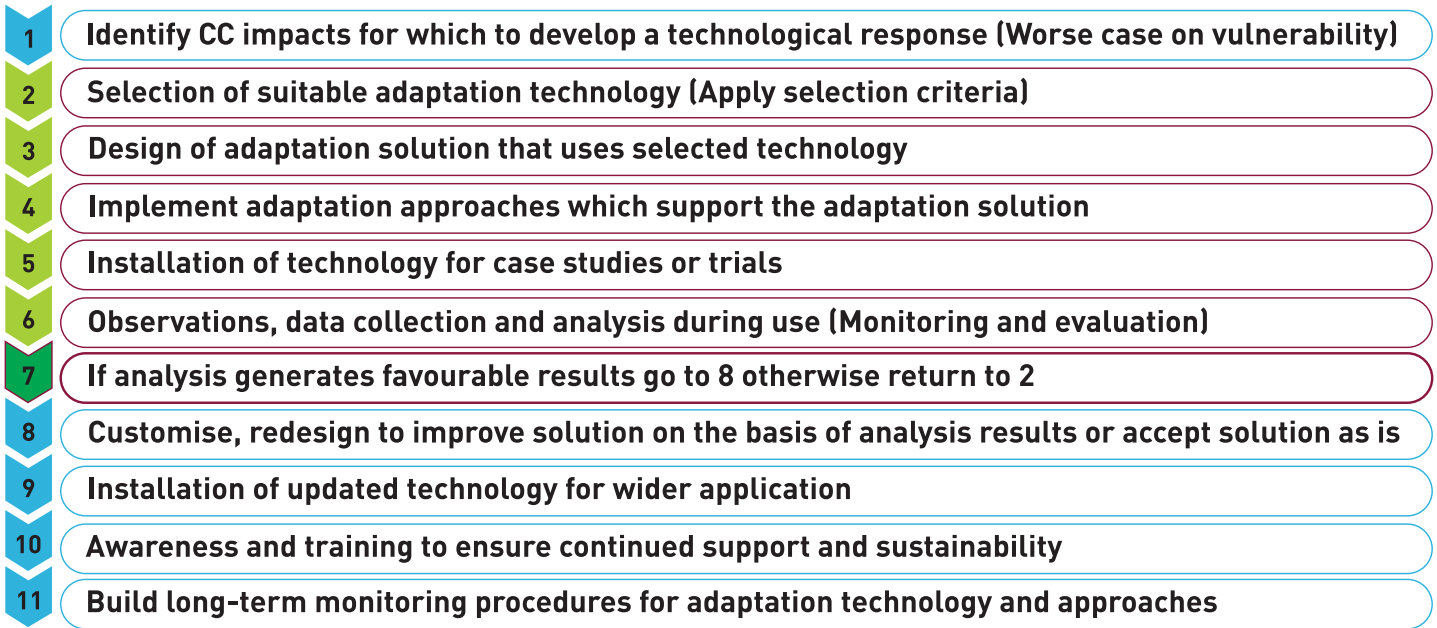 1 Identify CC impacts for which to develop a technological response (Worse case on vulnerability)
2 Selection of suitable adaptation technology (Apply selection criteria)
3 Design of adaptation solution that uses selected technology
4 Implement adaptation approaches which support the adaptation solution
5 Installation of technology for case studies or trials
6 Observations, data collection and analysis during use (Monitoring and evaluation)
7 If analysis generates favourable results go to 8 otherwise return to 2
8 Customise, redesign to improve solution on the basis of analysis results or accept solution as is
9 Installation of updated technology for wider application
10 Awareness and training to ensure continued support and sustainability
11 Build long-term monitoring procedures for adaptation technology and approaches